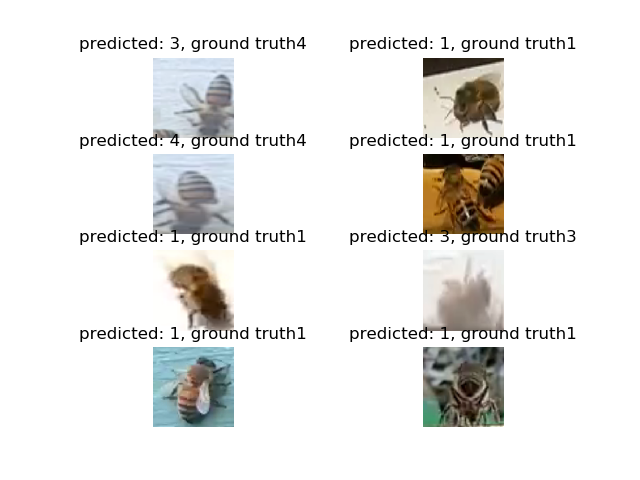 predicted: 3, ground truth4
predicted: 1, ground truth1
predicted: 4, ground truth4
predicted: 1, ground truth1
predicted: 1, ground truth1
predicted: 3, ground truth3
predicted: 1, ground truth1
predicted: 1, ground truth1